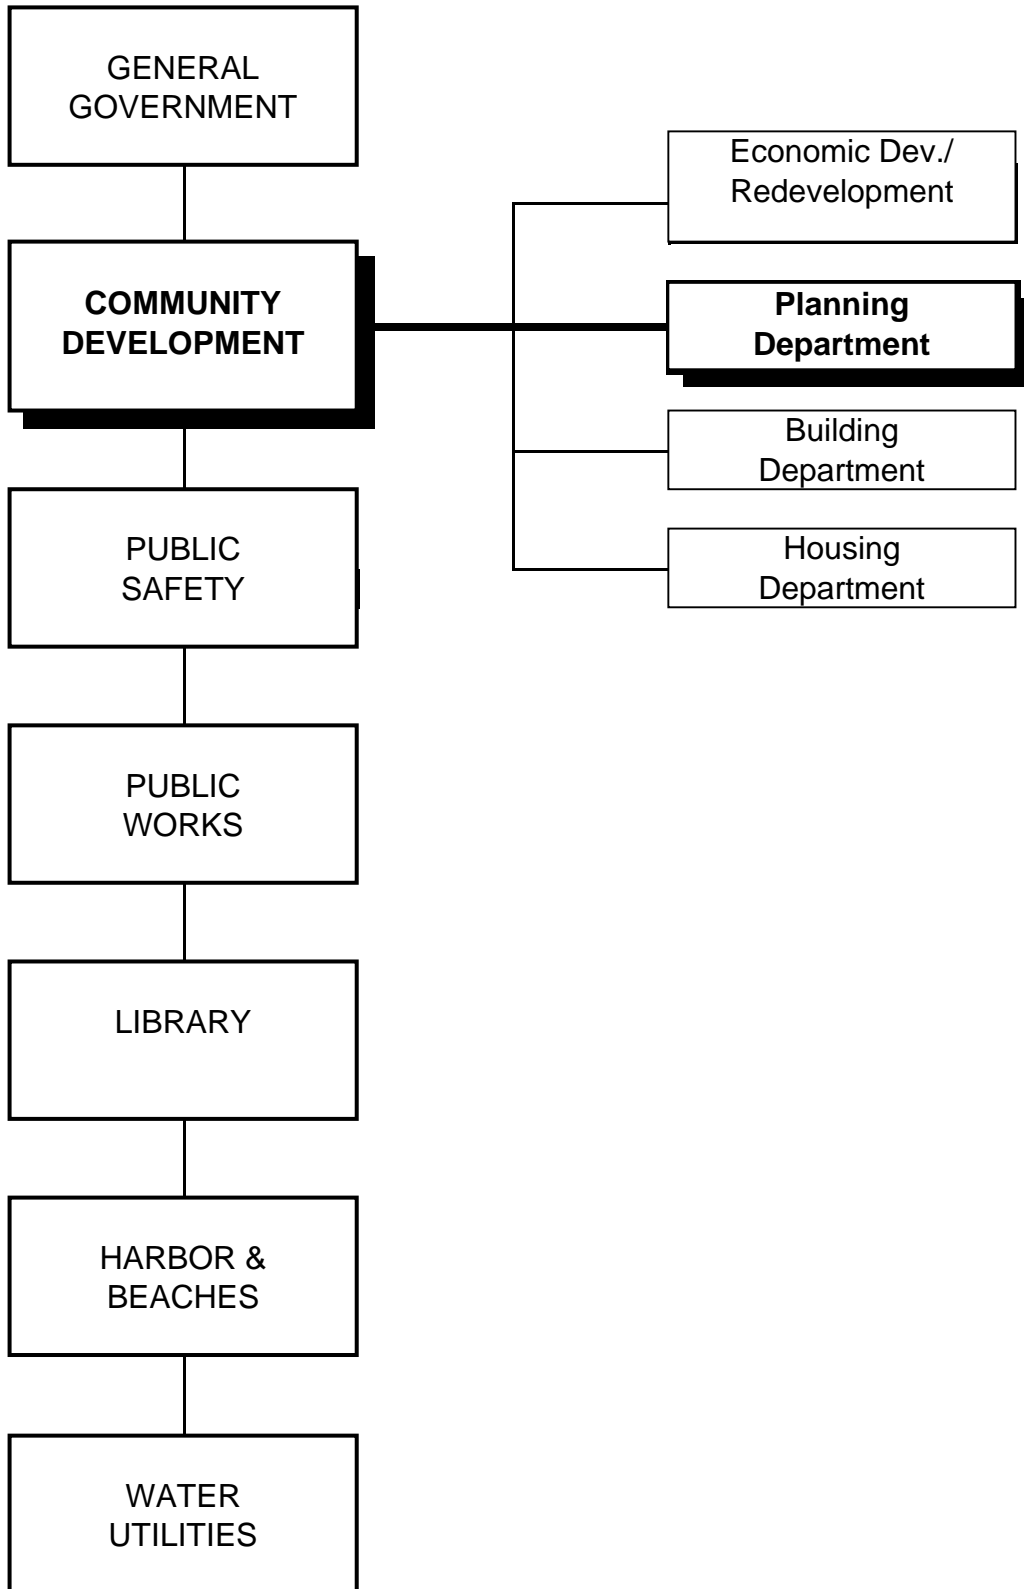 GENERAL
GOVERNMENT
COMMUNITY
DEVELOPMENT
Economic Dev./
Redevelopment
Planning
Department
Building
Department
Housing
Department
PUBLIC
SAFETY
PUBLIC
WORKS
LIBRARY
HARBOR &
BEACHES
WATER
UTILITIES